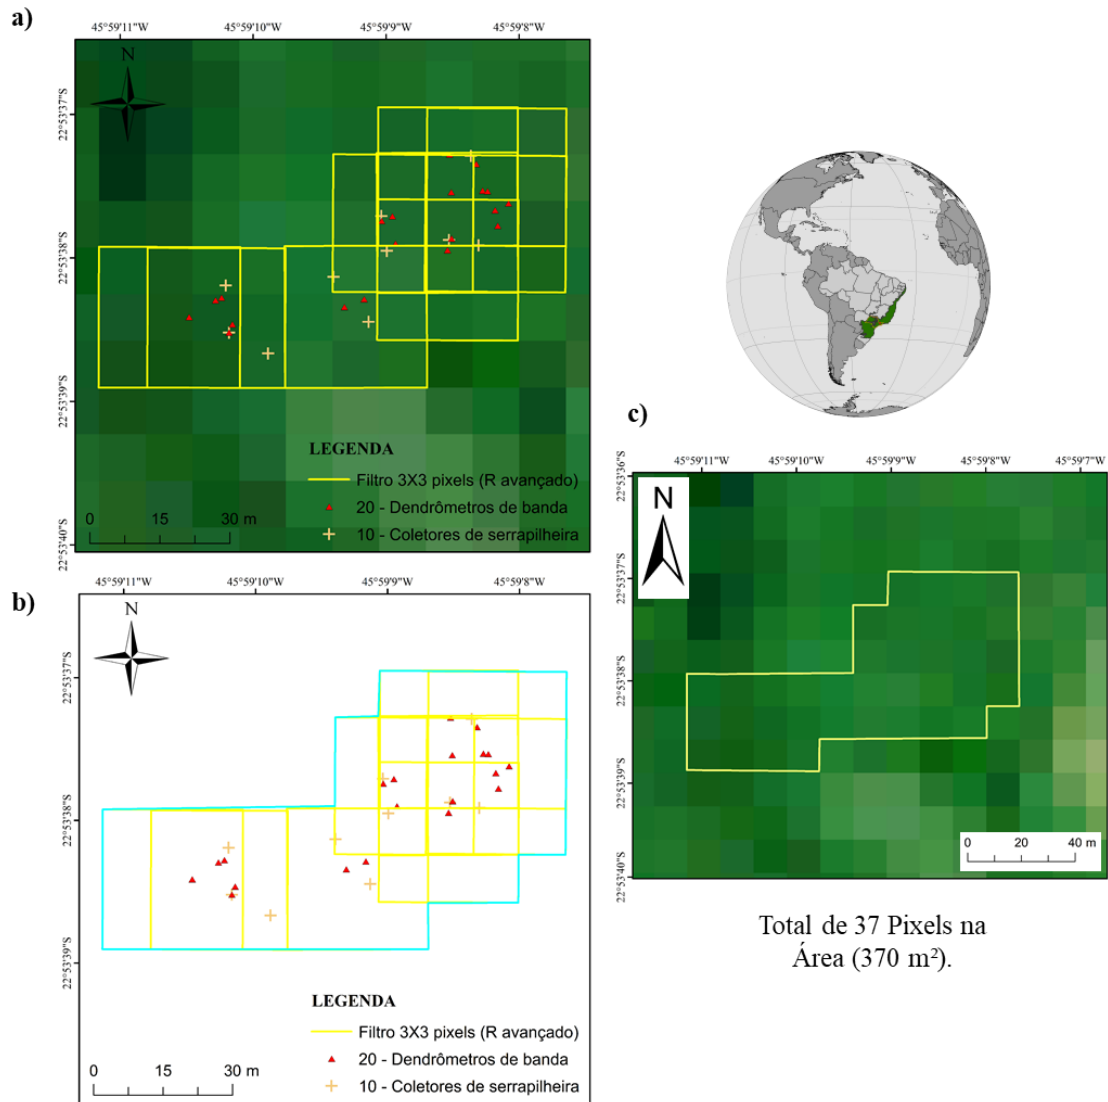 a)
45°59'11"W 45°59'10"W 45°59'9"W 45°59'8"W
N
22°53'37"S
22°53'38"S
22°53'39"S
22°53'40"S
LEGENDA
Filtro 3X3 pixels (R avançado)
20 - Dendrômetros de banda
10 - Coletores de serrapilheira
0 15 30 m
b)
45°59'11"W 45°59'10"W 45°59'9"W 45°59'8"W
N
22°53'37"S
22°53'38"S
22°53'39"S
LEGENDA
Filtro 3X3 pixels (R avançado)
20 - Dendrômetros de banda
10 - Coletores de serrapilheira
0 15 30 m
c)
45°59'11"W 45°59'10"W 45°59'9"W 45°59'8"W 45°59'7"W
N
22°53'36"S
22°53'37"S
22°53'38"S
22°53'39"S
22°53'40"S
0 20 40 m
Total de 37 Pixels na
Área (370 m²).